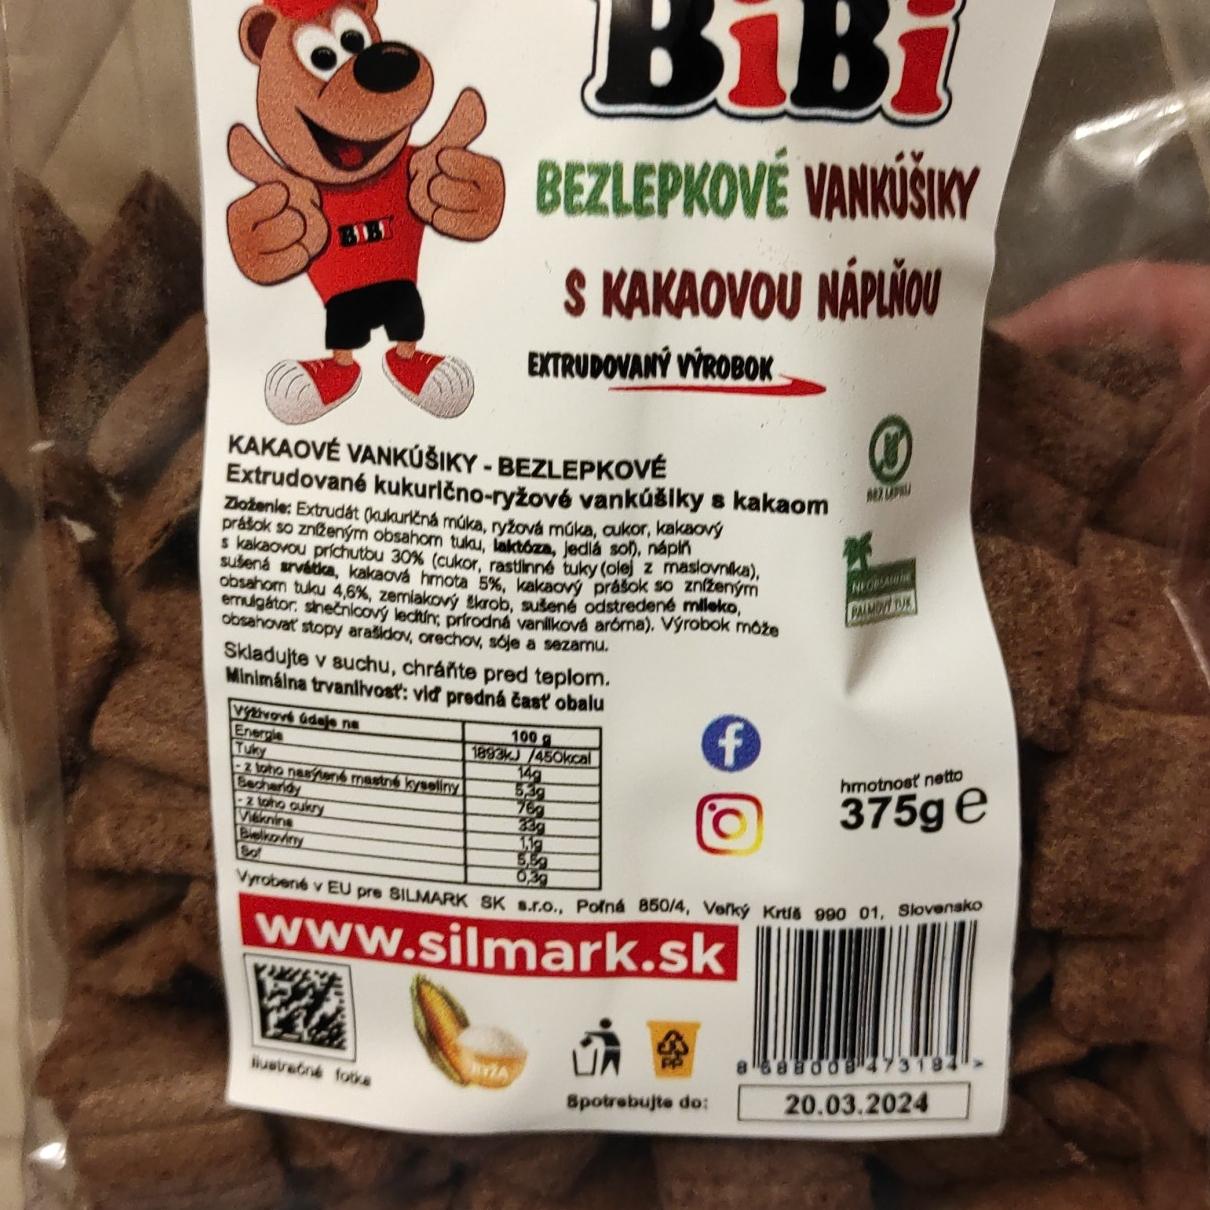 BiBi
BEZLEPKOVÉ VANKÚŠIKY
S KAKAOVOU NÁPLŇOU
EXTRUDOVANÝ VÝROBOK
BiBi
KAKAOVÉ VANKÚŠIKY - BEZLEPKOVÉ
Extrudované kukurično-ryžové vankúšiky s kakaom
Zloženie: Extrudát (kukuričná múka, ryžová múka, cukor, kakaový
prášok so zníženým obsahom tuku, laktóza, jedlá soľ), náplň
s kakaovou príchuťou 30% (cukor, rastlinné tuky (olej z maslovníka),
sušená srvátka, kakaová hmota 5%, kakaový prášok so zníženým
obsahom tuku 4,6%, zemiakový škrob, sušené odstredené mlieko,
emulgátor: slnečnicový lecitín; prírodná vanilková aróma). Výrobok môže
obsahovať stopy arašidov, orechov, sóje a sezamu.
Skladujte v suchu, chráňte pred teplom.
Minimálna trvanlivosť: viď predná časť obalu
BEZ LEPKU
NEOBSAHUJE
PALMOVÝ TUK
Výživové údaje na 100 g
Energia 1893kJ /450kcal
Tuky 14g
- z toho nasýtené mastné kyseliny 5,3g
Sacharidy 76g
- z toho cukry 33g
Vláknina 1,1g
Bielkoviny 5,5g
Soľ 0,3g
hmotnosť netto
375g e
Vyrobené v EU pre SILMARK SK s.r.o., Poľná 850/4, Veľký Krtíš 990 01, Slovensko
www.silmark.sk
Ilustračná fotka
RYŽA
PP
8 588008 473184 >
Spotrebujte do: 20.03.2024